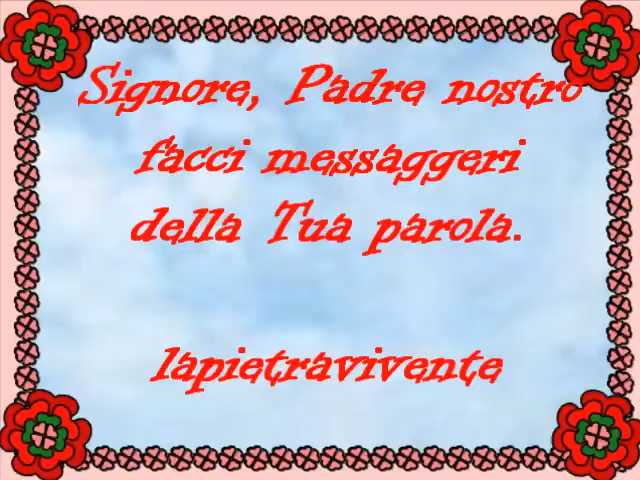 Signore, Padre nostro
facci messaggeri
della Tua parola.
lapietravivente